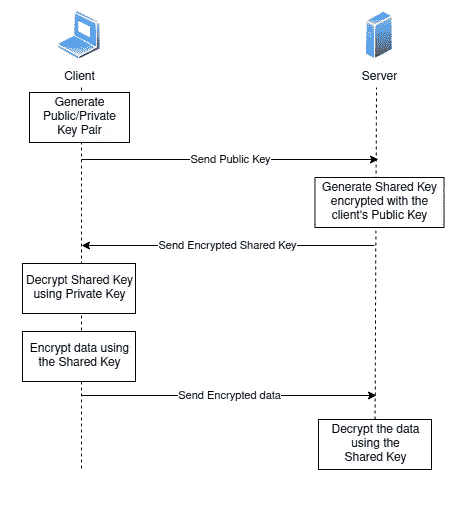 Client
Server
Generate
Public/Private
Key Pair
Send Public Key
Generate Shared Key
encrypted with the
client's Public Key
Send Encrypted Shared Key
Decrypt Shared Key
using Private Key
Encrypt data using
the Shared Key
Send Encrypted data
Decrypt the data
using the
Shared Key